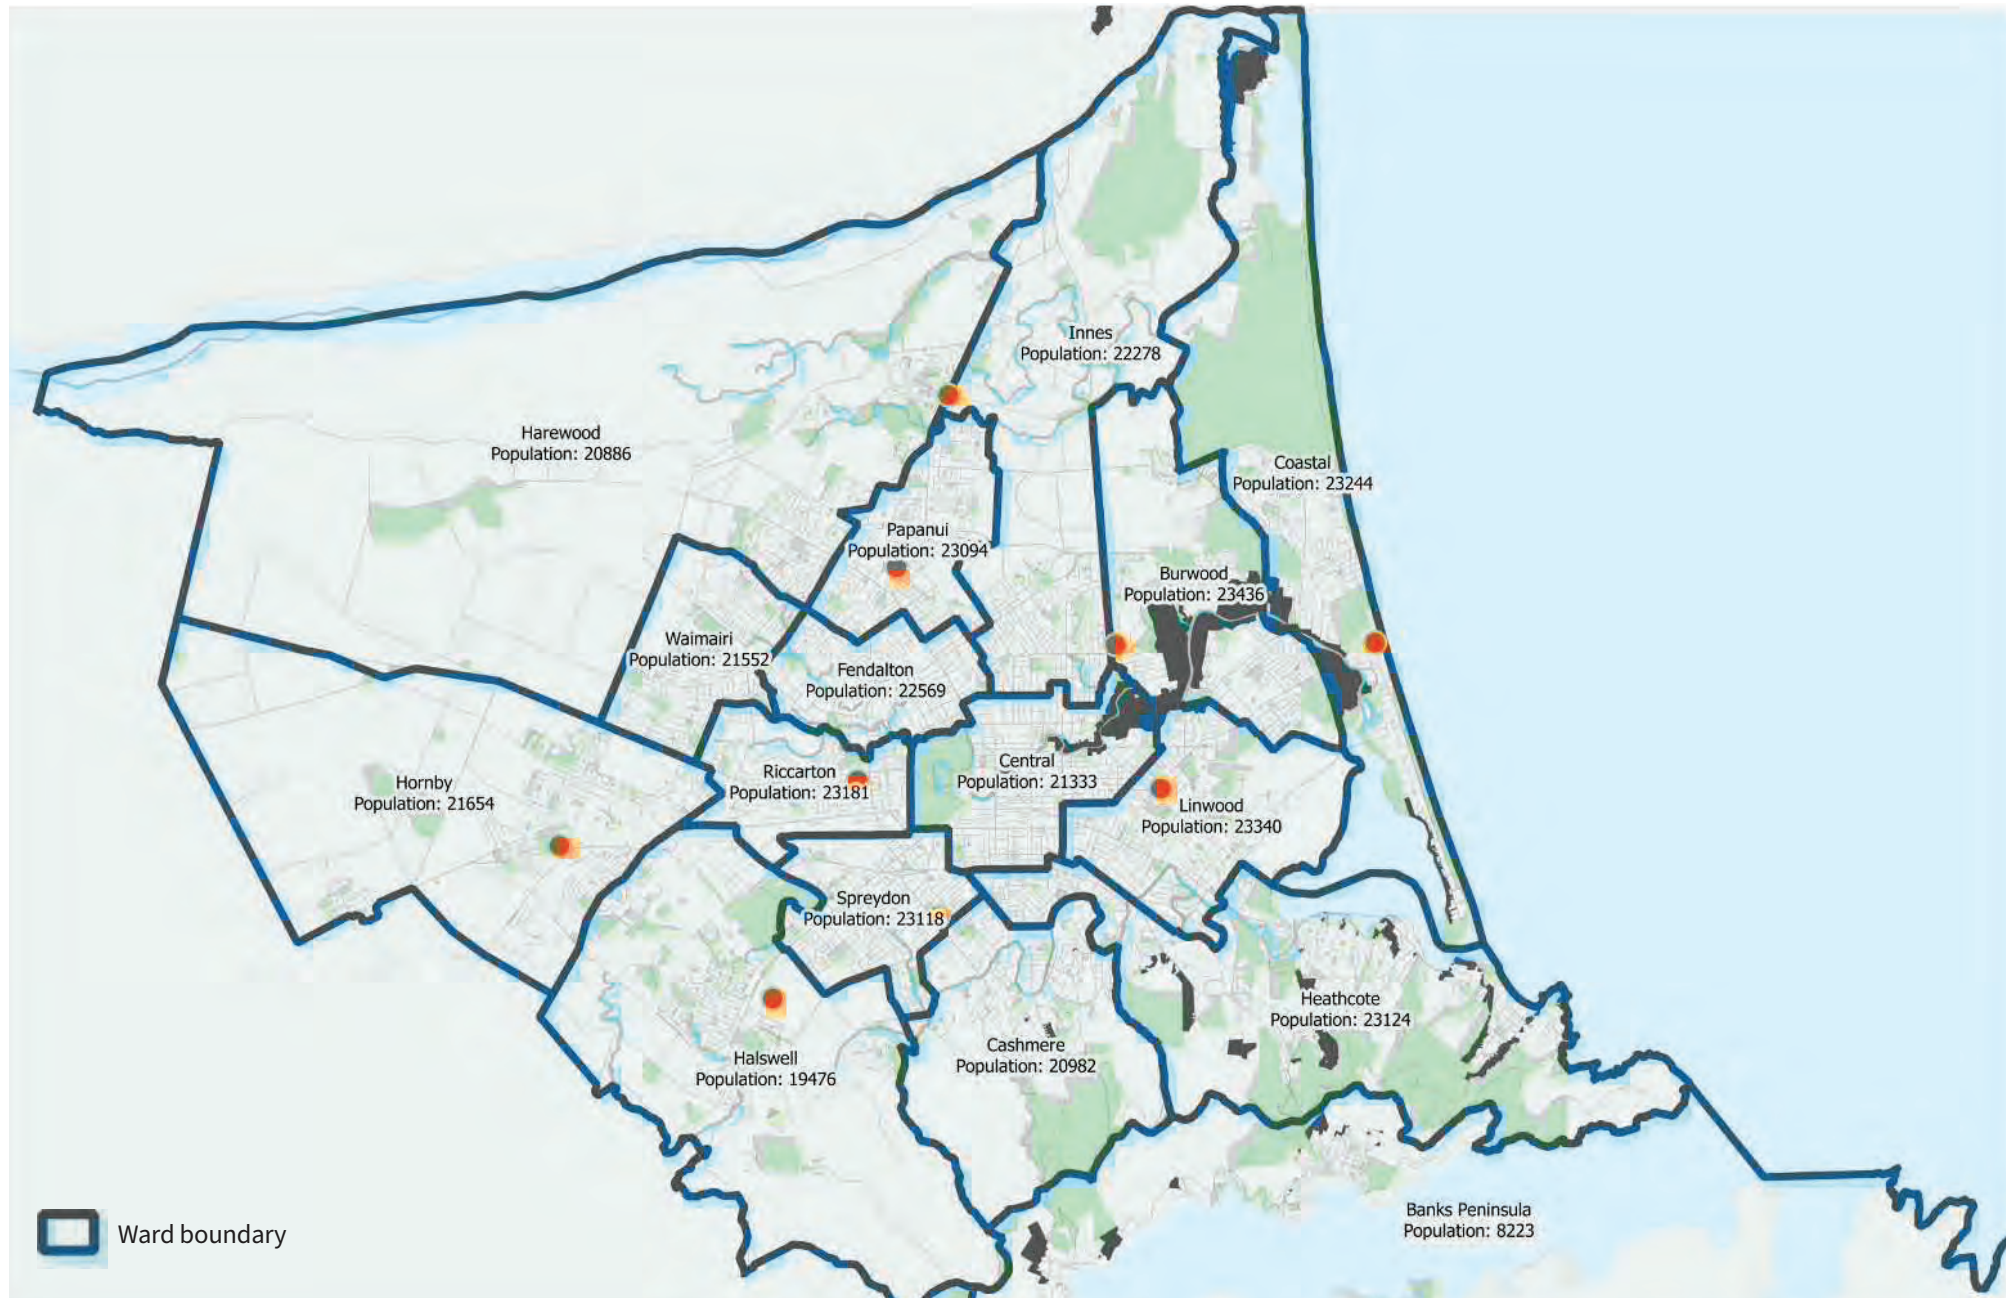 Innes
Population: 22278
Harewood
Population: 20886
Coastal
Population: 23244
Papanui
Population: 23094
Burwood
Population: 23436
Waimairi
Population: 21552
Fendalton
Population: 22569
Hornby
Population: 21654
Riccarton
Population: 23181
Central
Population: 21333
Linwood
Population: 23340
Spreydon
Population: 23118
Heathcote
Population: 23124
Halswell
Population: 19476
Cashmere
Population: 20982
Banks Peninsula
Population: 8223
Ward boundary